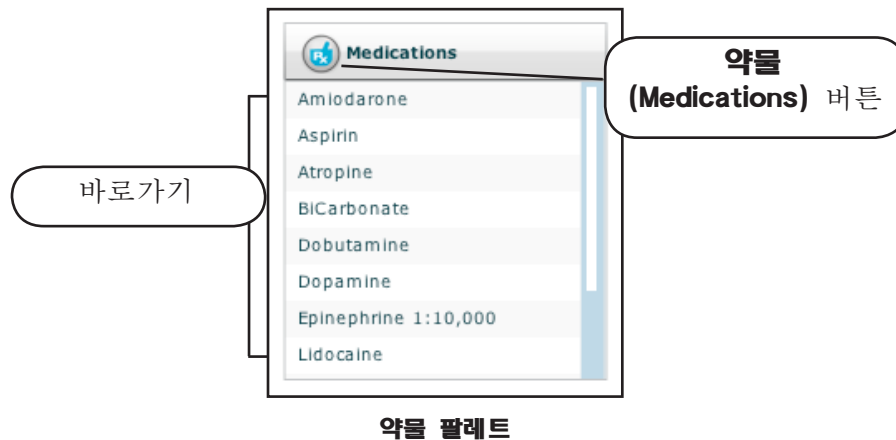 Medications
약물
(Medications) 버튼
Amiodarone
Aspirin
Atropine
바로가기
BiCarbonate
Dobutamine
Dopamine
Epinephrine 1:10,000
Lidocaine
약물 팔레트